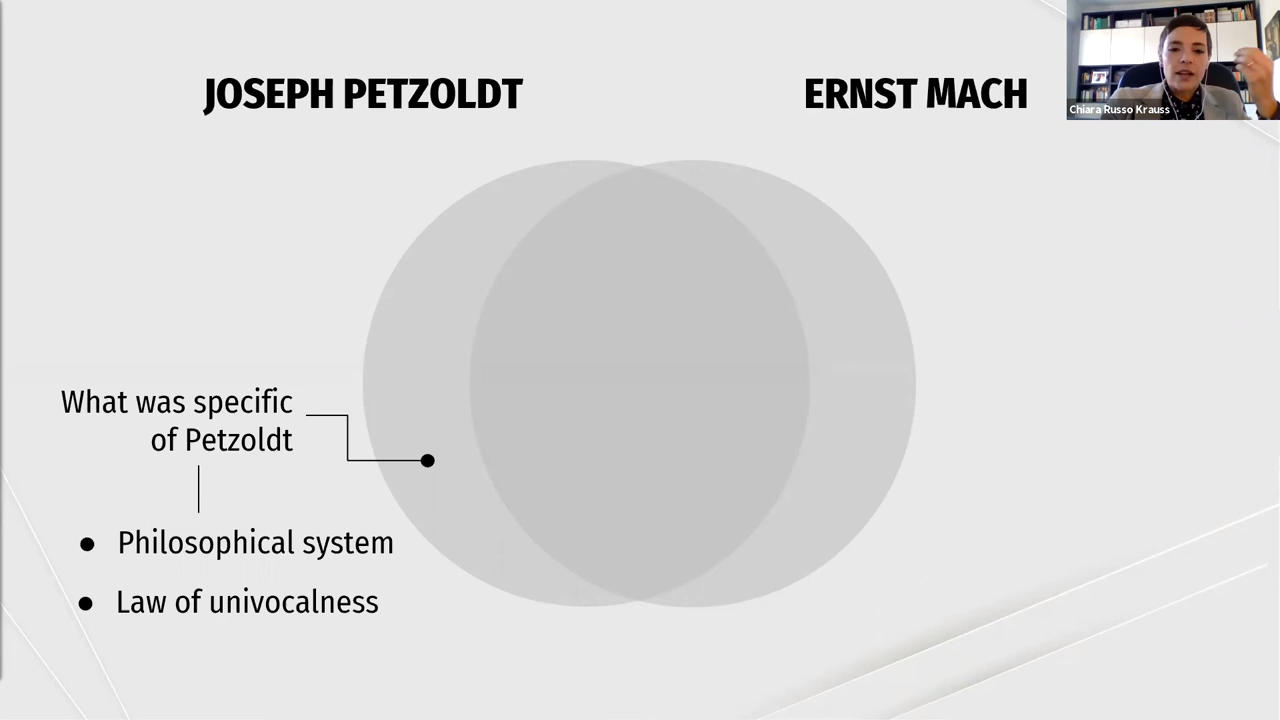 JOSEPH PETZOLDT
ERNST MACH
Chiara Russo Krauss
What was specific
of Petzoldt
● Philosophical system
● Law of univocalness